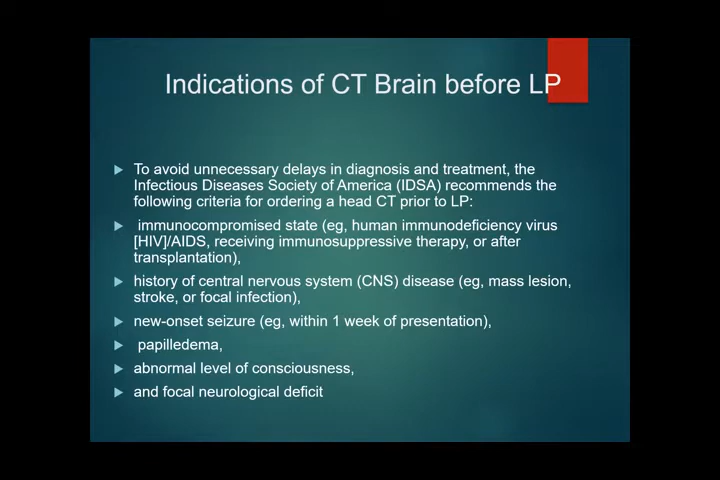 Indications of CT Brain before LP
To avoid unnecessary delays in diagnosis and treatment, the
Infectious Diseases Society of America (IDSA) recommends the
following criteria for ordering a head CT prior to LP:
immunocompromised state (eg, human immunodeficiency virus
[HIV]/AIDS, receiving immunosuppressive therapy, or after
transplantation),
history of central nervous system (CNS) disease (eg, mass lesion,
stroke, or focal infection),
new-onset seizure (eg, within 1 week of presentation),
papilledema,
abnormal level of consciousness,
and focal neurological deficit